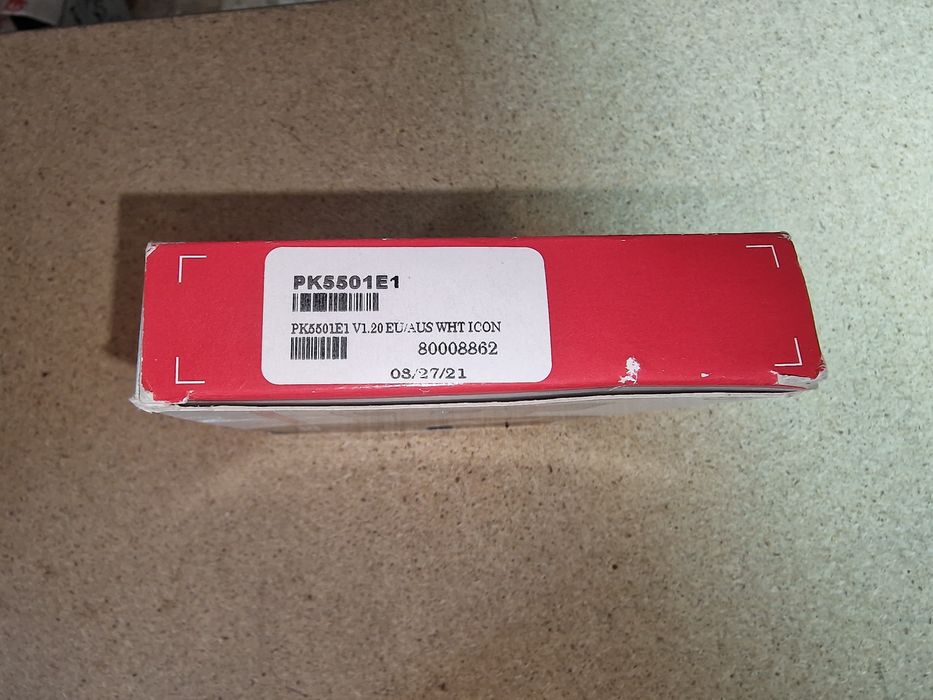 PK5501E1
PK5501E1 V1.20 EU/AUS WHT ICON
80008862
08/27/21